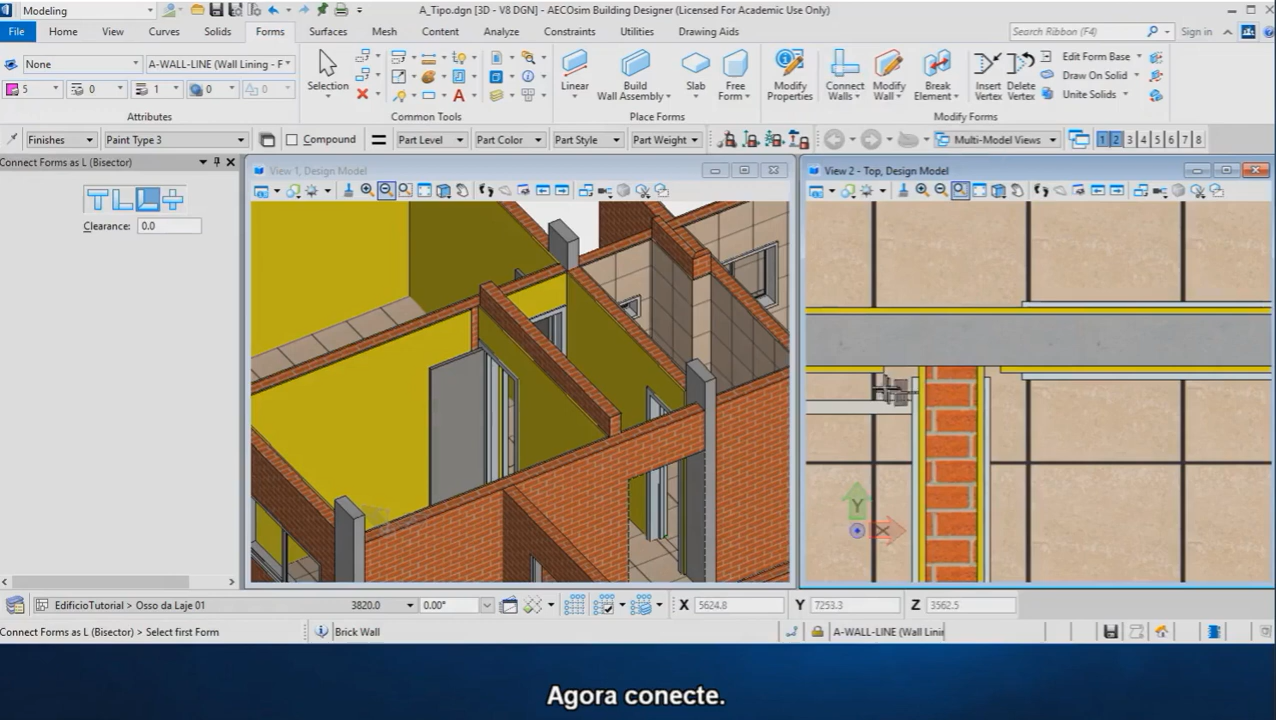 Modeling
A_Tipo.dgn [3D - V8 DGN] - AECOsim Building Designer (Licensed For Academic Use Only)
File Home View Curves Solids Forms Surfaces Mesh Content Analyze Constraints Utilities Drawing Aids
Search Ribbon (F4)
Sign in
None
A-WALL-LINE (Wall Lining - F
5 0 1 0 0
Attributes
Selection
Common Tools
Linear
Build Wall Assembly
Slab
Free Form
Place Forms
Modify Properties
Connect Walls
Modify Wall
Break Element
Insert Vertex
Delete Vertex
Edit Form Base
Draw On Solid
Unite Solids
Modify Forms
Finishes
Paint Type 3
Compound
Part Level
Part Color
Part Style
Part Weight
Multi-Model Views
1 2 3 4 5 6 7 8
Connect Forms as L (Bisector)
Clearance: 0.0
View 1, Design Model
View 2 - Top, Design Model
Y
X
EdificioTutorial > Osso da Laje 01
3820.0
0.00°
X 5624.8
Y 7253.3
Z 3562.5
Connect Forms as L (Bisector) > Select first Form
Brick Wall
A-WALL-LINE (Wall Linin
Agora conecte.